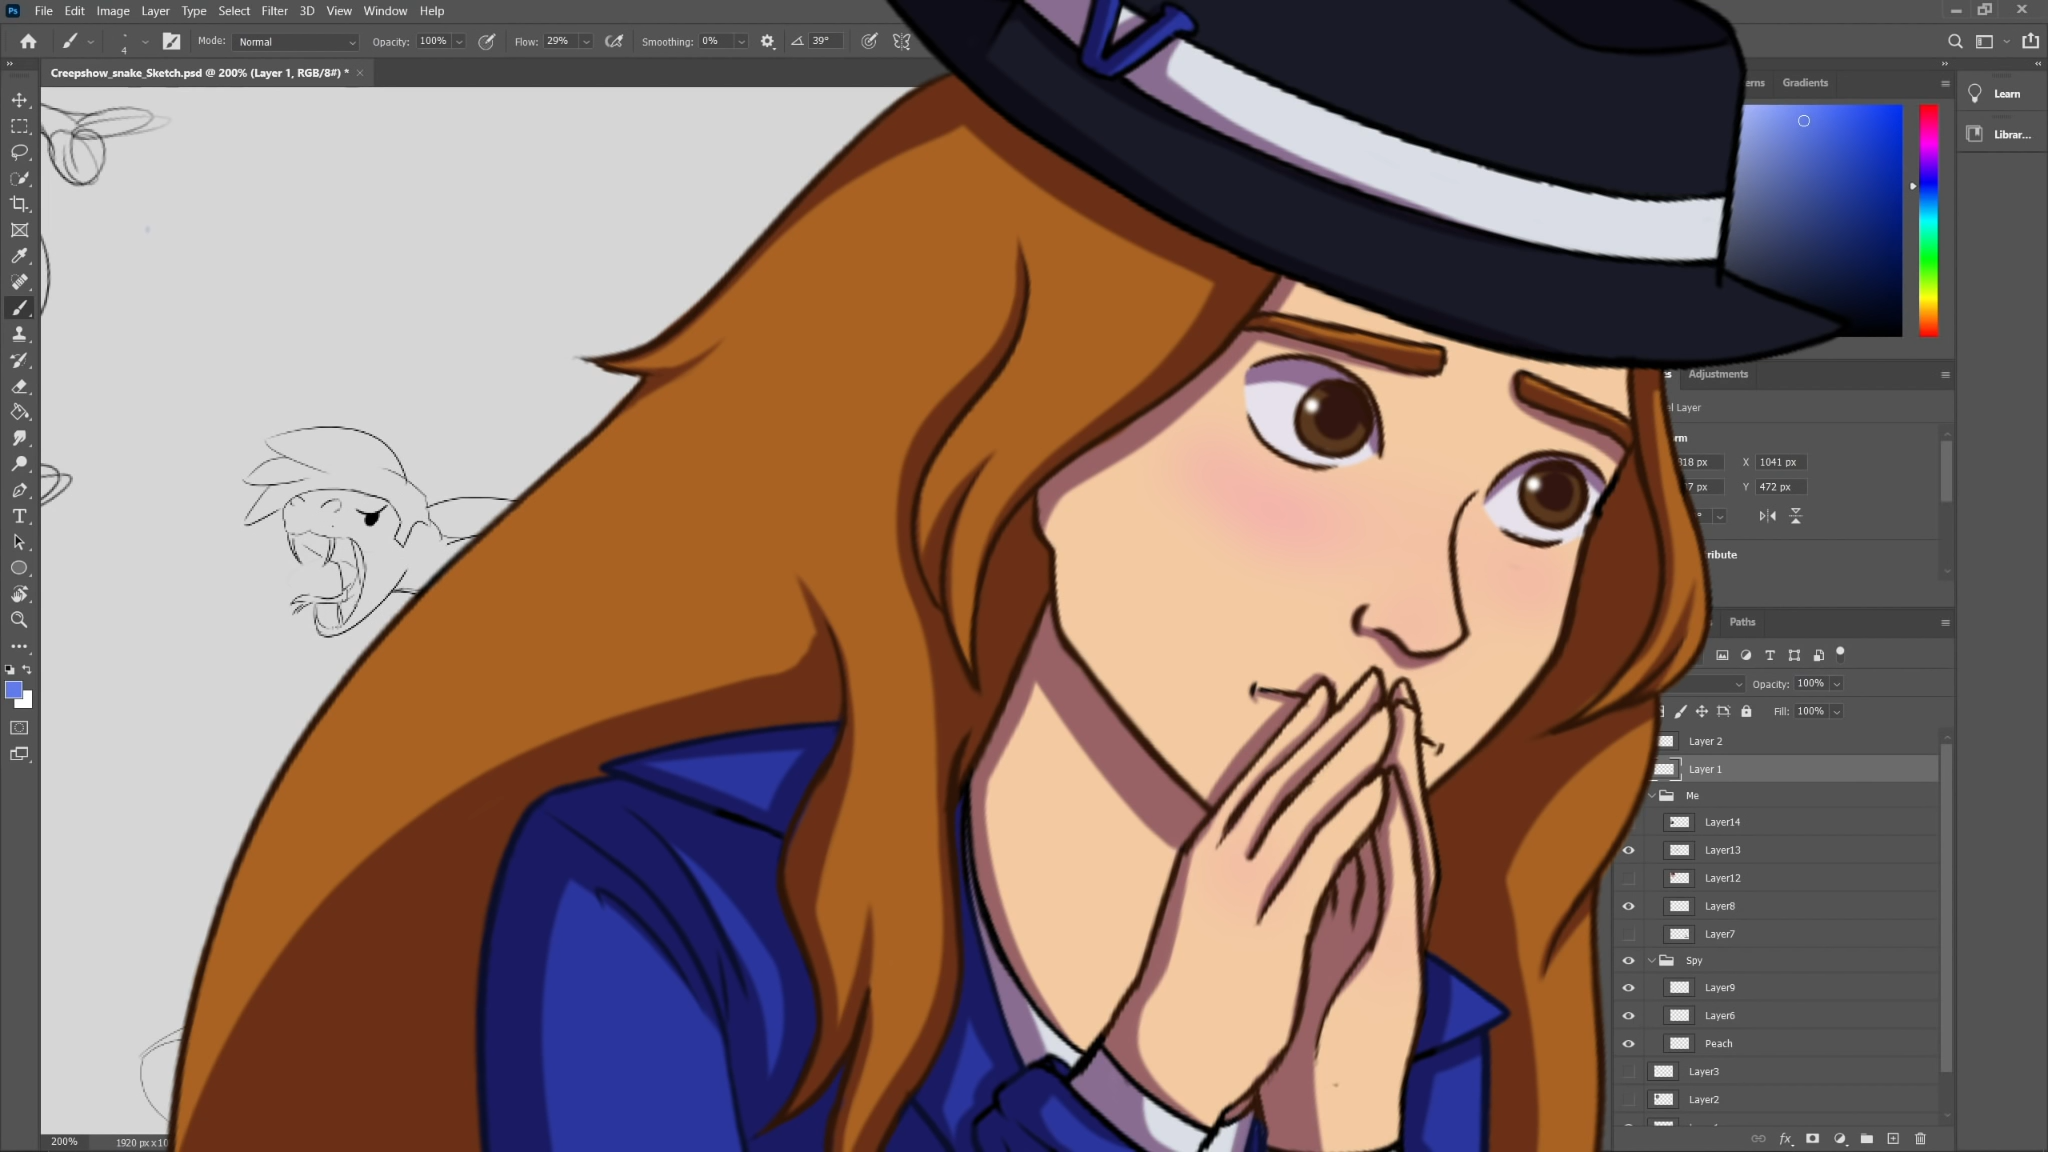 Ps File Edit Image Layer Type Select Filter 3D View Window Help
4 Mode: Normal Opacity: 100% Flow: 29% Smoothing: 0% 39°
Creepshow_snake_Sketch.psd @ 200% (Layer 1, RGB/8#) *
Gradients
Learn
Librar...
Adjustments
Layer
X 1041 px
Y 472 px
Paths
Opacity: 100%
Fill: 100%
Layer 2
Layer 1
Me
Layer14
Layer13
Layer12
Layer8
Layer7
Spy
Layer9
Layer6
Peach
Layer3
Layer2
200% 1920 px